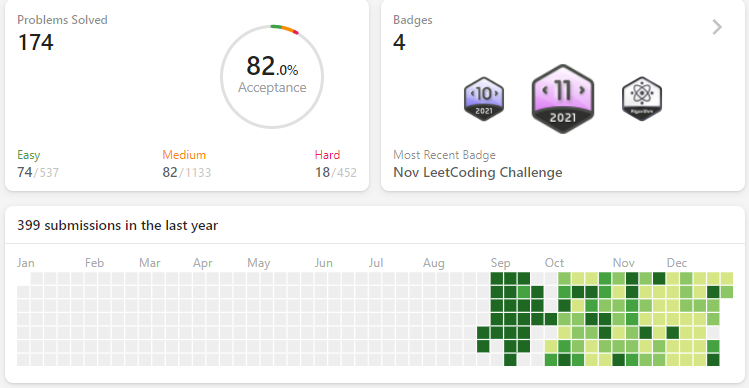 Problems Solved
174
82.0%
Acceptance
Easy
74/537
Medium
82/1133
Hard
18/452
Badges
4
10
2021
11
2021
Algorithm
Most Recent Badge
Nov LeetCoding Challenge
399 submissions in the last year
Jan Feb Mar Apr May Jun Jul Aug Sep Oct Nov Dec